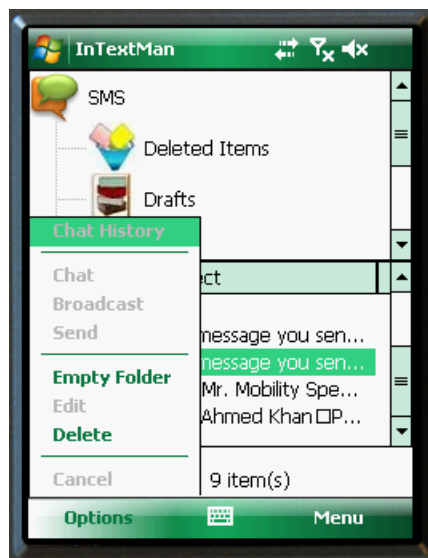 InTextMan
SMS
Deleted Items
Drafts
Chat History
Chat
Broadcast
Send
Empty Folder
Edit
Delete
Cancel
ect
message you sen...
message you sen...
Mr. Mobility Spe...
Ahmed Khan □P...
9 item(s)
Options
Menu